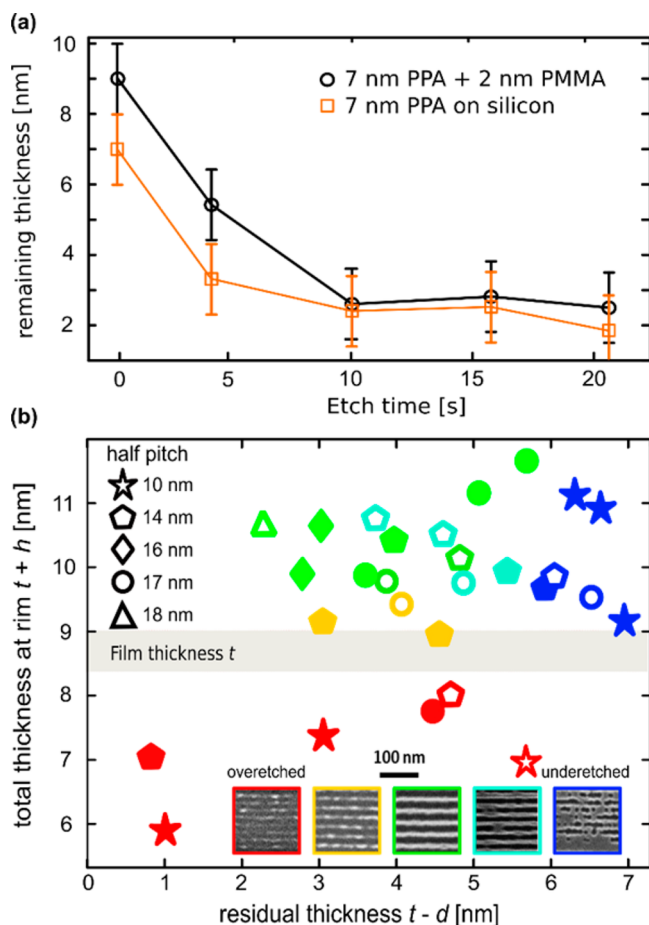 (a)
10
8
6
4
2
remaining thickness [nm]
7 nm PPA + 2 nm PMMA
7 nm PPA on silicon
0 5 10 15 20
Etch time [s]
(b)
half pitch
10 nm
14 nm
16 nm
17 nm
18 nm
11
10
9
8
7
6
total thickness at rim t + h [nm]
Film thickness t
100 nm
overetched underetched
0 1 2 3 4 5 6 7
residual thickness t - d [nm]